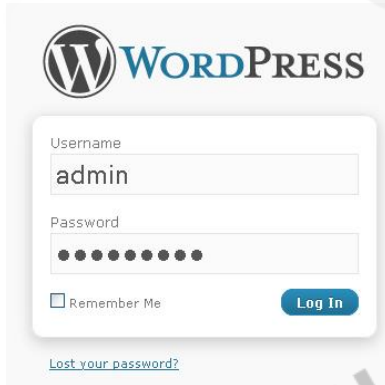 WORDPRESS
Username
admin
Password
●●●●●●●●●
Remember Me
Log In
Lost your password?